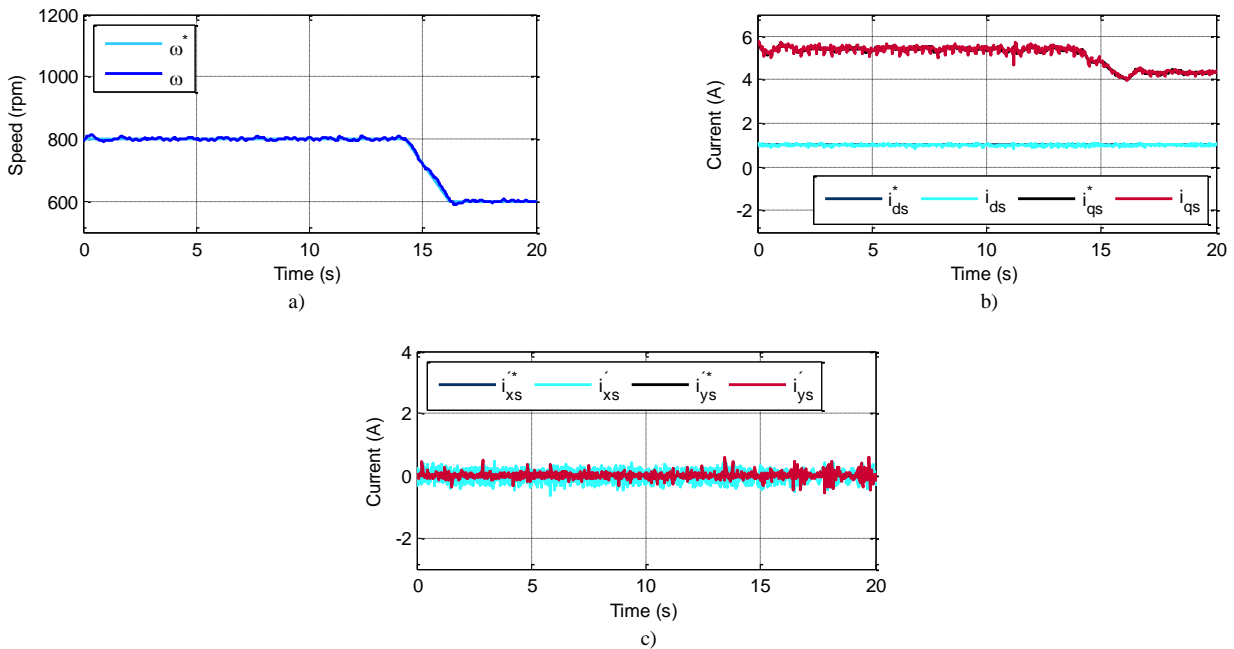 1200
1000
800
600
Speed (rpm)
ω*
ω
0 5 10 15 20
Time (s)
a)
6
4
2
0
-2
Current (A)
i*ds ids i*qs iqs
0 5 10 15 20
Time (s)
b)
4
2
0
-2
Current (A)
i´*xs i´xs i´*ys i´ys
0 5 10 15 20
Time (s)
c)